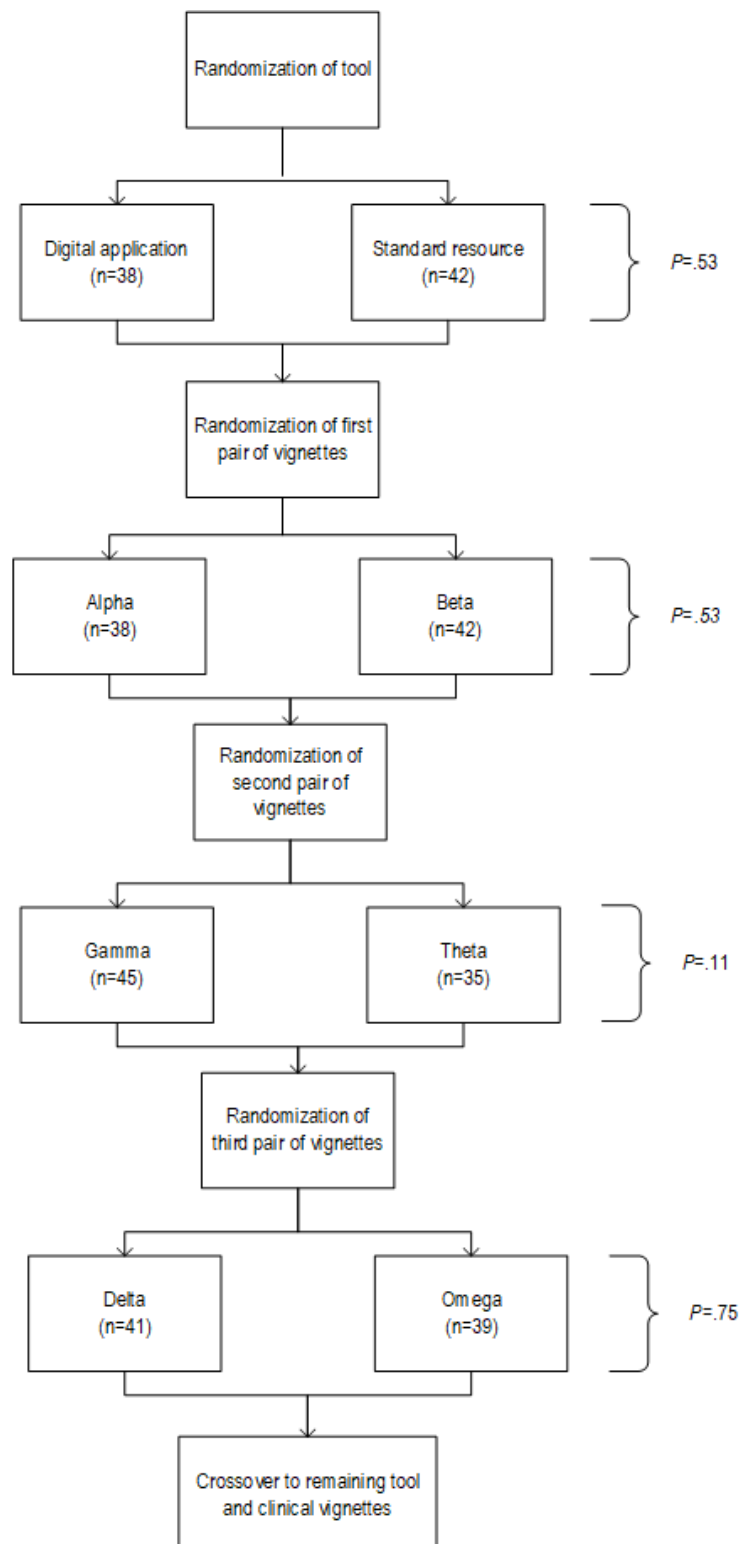 Randomization of tool
Digital application
(n=38)
Standard resource
(n=42)
P=.53
Randomization of first
pair of vignettes
Alpha
(n=38)
Beta
(n=42)
P=.53
Randomization of
second pair of
vignettes
Gamma
(n=45)
Theta
(n=35)
P=.11
Randomization of
third pair of vignettes
Delta
(n=41)
Omega
(n=39)
P=.75
Crossover to remaining tool
and clinical vignettes